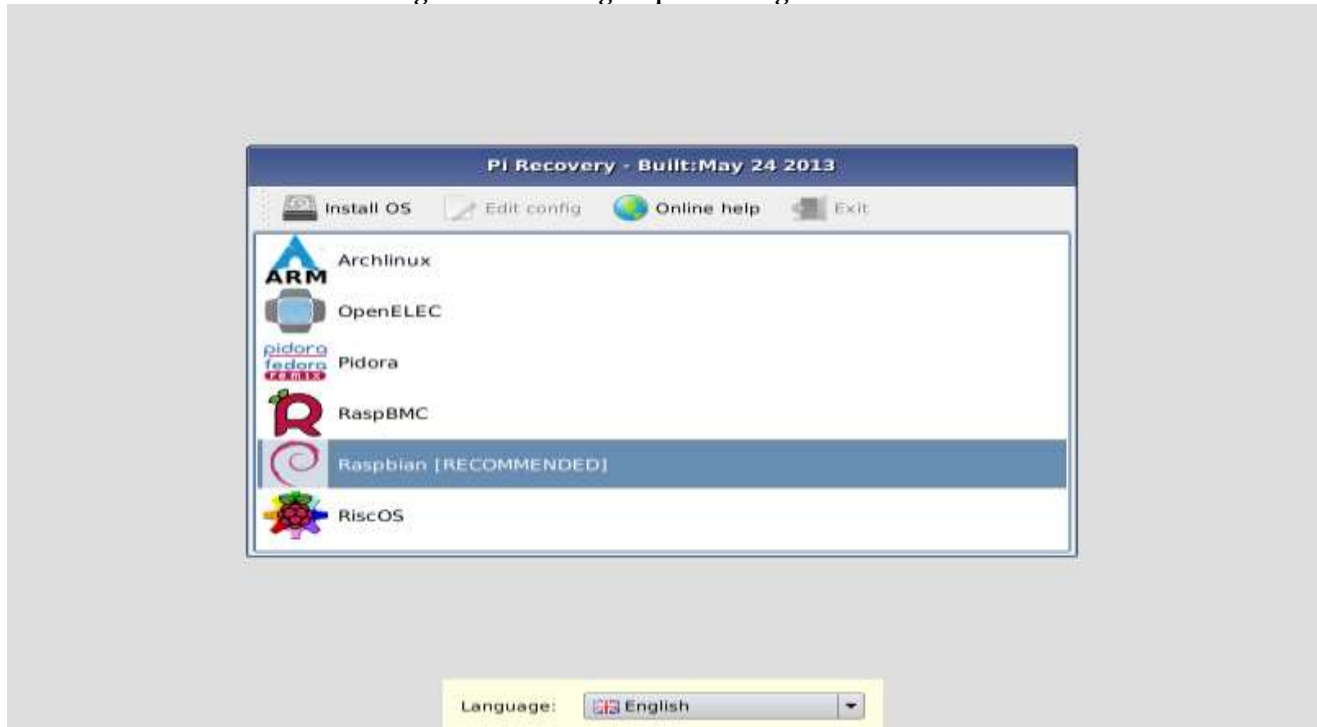 Pi Recovery - Built:May 24 2013
Install OS Edit config Online help Exit
ARM Archlinux
OpenELEC
pidora
fedora
remix
Pidora
RaspBMC
Raspbian [RECOMMENDED]
RiscOS
Language: English